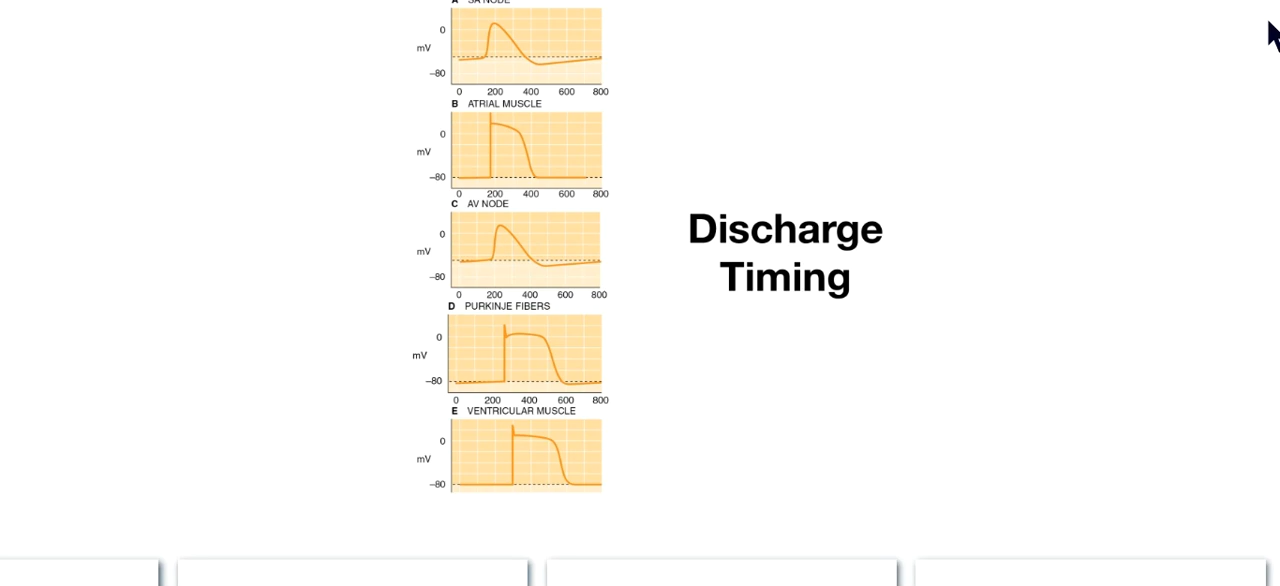 A SA NODE
0
mV
–80
0 200 400 600 800
B ATRIAL MUSCLE
0
mV
–80
0 200 400 600 800
C AV NODE
0
mV
–80
0 200 400 600 800
D PURKINJE FIBERS
0
mV
–80
0 200 400 600 800
E VENTRICULAR MUSCLE
0
mV
–80
Discharge
Timing